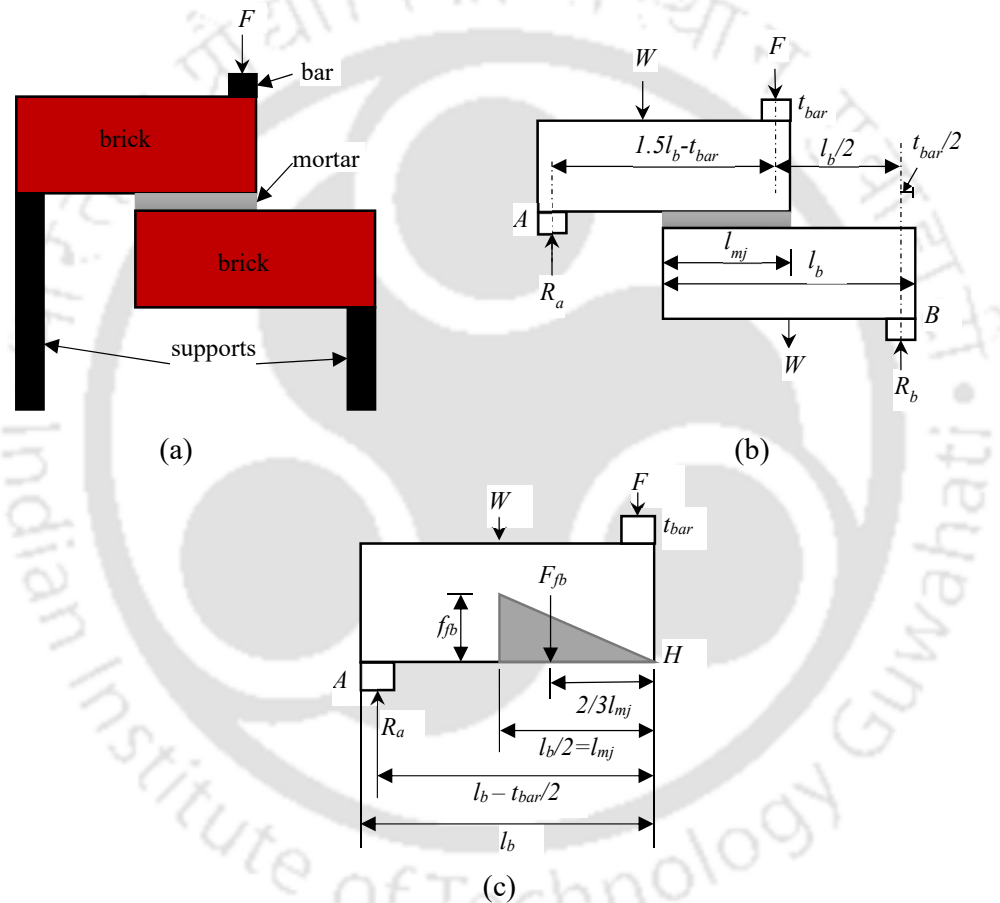 F
bar
brick
mortar
brick
supports
(a)
W
F
t_bar
1.5l_b-t_bar
l_b/2
t_bar/2
A
l_mj
l_b
R_a
B
W
R_b
(b)
F
W
t_bar
F_fb
f_fb
A
H
R_a
2/3l_mj
l_b/2=l_mj
l_b – t_bar/2
l_b
(c)
Indian Institute of Technology Guwahati